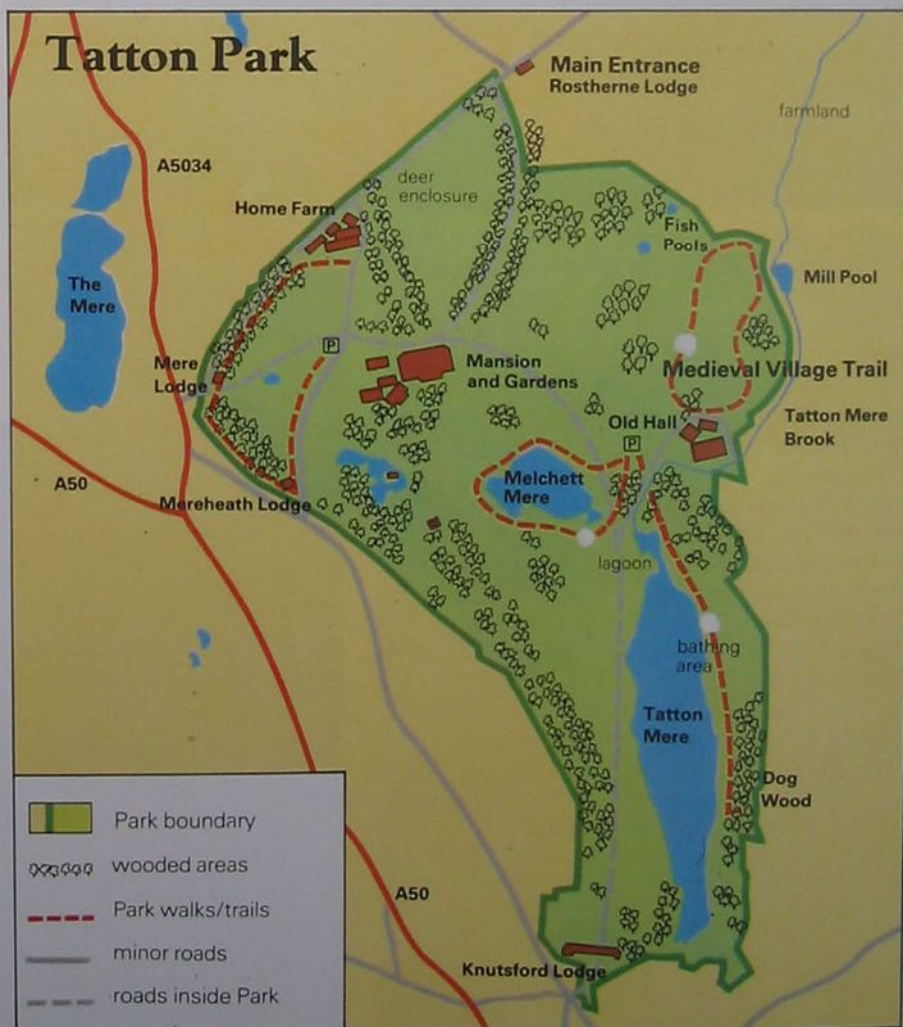 Tatton Park
Main Entrance
Rostherne Lodge
farmland
A5034
deer
enclosure
Home Farm
Fish
Pools
The
Mere
Mill Pool
P
Mere
Lodge
Mansion
and Gardens
Medieval Village Trail
Old Hall
P
Tatton Mere
Brook
A50
Melchett
Mere
Mereheath Lodge
lagoon
bathing
area
Tatton
Mere
Dog
Wood
Park boundary
wooded areas
Park walks/trails
minor roads
roads inside Park
A50
Knutsford Lodge